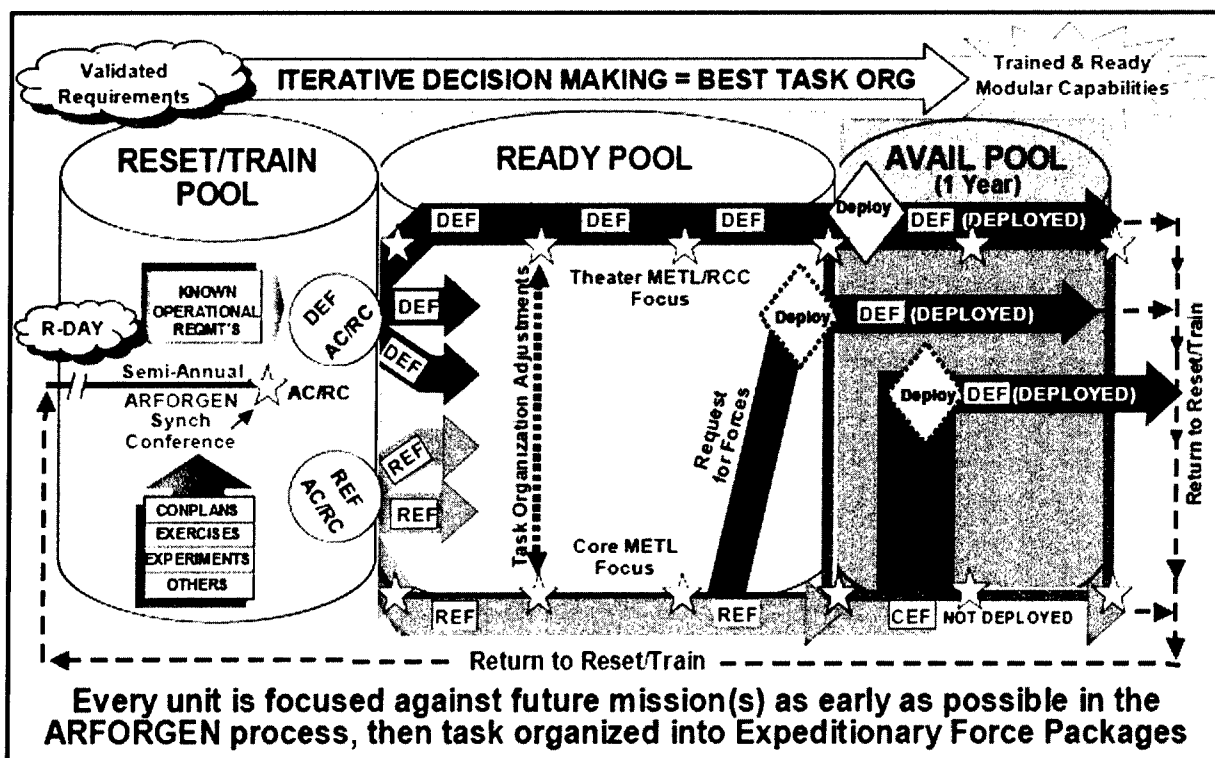 Validated
Requirements
ITERATIVE DECISION MAKING = BEST TASK ORG
Trained & Ready
Modular Capabilities
RESET/TRAIN
POOL
READY POOL
AVAIL POOL
(1 Year)
DEF
DEF
DEF
Deploy
DEF (DEPLOYED)
KNOWN
OPERATIONAL
REQMT'S
R-DAY
DEF
AC/RC
DEF
DEF
Theater METL/RCC
Focus
Deploy
DEF (DEPLOYED)
Semi-Annual
ARFORGEN
Synch
Conference
AC/RC
Deploy
DEF (DEPLOYED)
Task Organization Adjustments
Request
for Forces
Return to Reset/Train
REF
AC/RC
REF
REF
CONPLANS
EXERCISES
EXPERIMENTS
OTHERS
Core METL
Focus
REF
REF
CEF NOT DEPLOYED
Return to Reset/Train
Every unit is focused against future mission(s) as early as possible in the
ARFORGEN process, then task organized into Expeditionary Force Packages